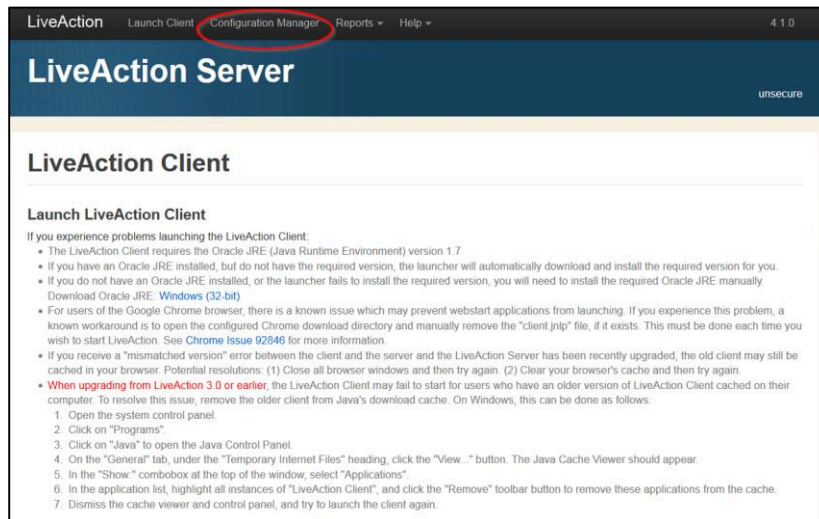 LiveAction Launch Client Configuration Manager Reports Help 4.1.0
LiveAction Server
unsecure
LiveAction Client
Launch LiveAction Client
If you experience problems launching the LiveAction Client:
• The LiveAction Client requires the Oracle JRE (Java Runtime Environment) version 1.7
• If you have an Oracle JRE installed, but do not have the required version, the launcher will automatically download and install the required version for you.
• If you do not have an Oracle JRE installed, or the launcher fails to install the required version, you will need to install the required Oracle JRE manually.
Download Oracle JRE: Windows (32-bit)
• For users of the Google Chrome browser, there is a known issue which may prevent webstart applications from launching. If you experience this problem, a
known workaround is to open the configured Chrome download directory and manually remove the "client.jnlp" file, if it exists. This must be done each time you
wish to start LiveAction. See Chrome Issue 92846 for more information.
• If you receive a "mismatched version" error between the client and the server and the LiveAction Server has been recently upgraded, the old client may still be
cached in your browser. Potential resolutions: (1) Close all browser windows and then try again. (2) Clear your browser's cache and then try again.
• When upgrading from LiveAction 3.0 or earlier, the LiveAction Client may fail to start for users who have an older version of LiveAction Client cached on their
computer. To resolve this issue, remove the older client from Java's download cache. On Windows, this can be done as follows:
1. Open the system control panel.
2. Click on "Programs".
3. Click on "Java" to open the Java Control Panel.
4. On the "General" tab, under the "Temporary Internet Files" heading, click the "View..." button. The Java Cache Viewer should appear.
5. In the "Show:" combobox at the top of the window, select "Applications".
6. In the application list, highlight all instances of "LiveAction Client", and click the "Remove" toolbar button to remove these applications from the cache.
7. Dismiss the cache viewer and control panel, and try to launch the client again.